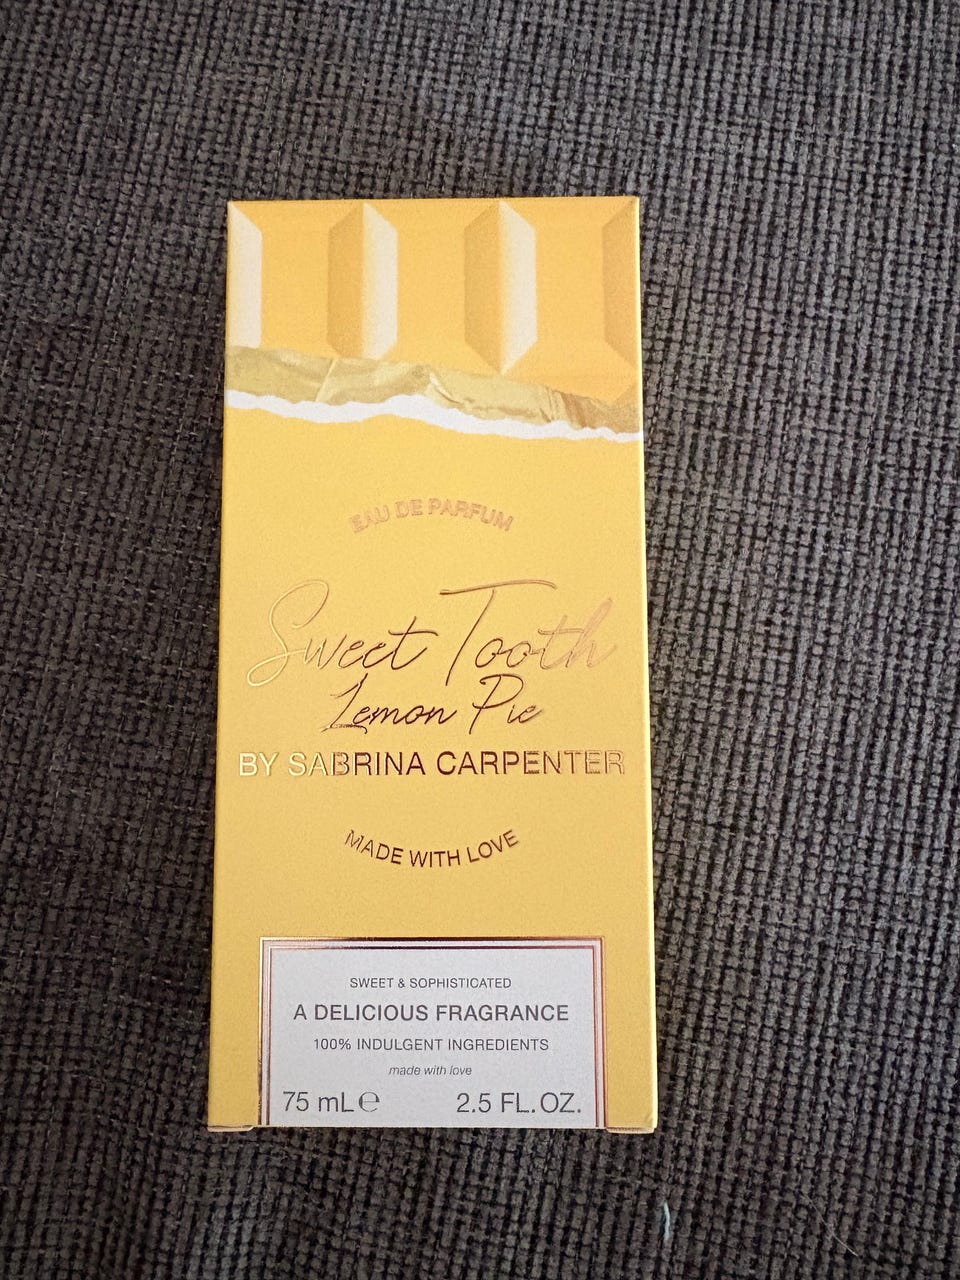 EAU DE PARFUM
Sweet Tooth
Lemon Pie
BY SABRINA CARPENTER
MADE WITH LOVE
SWEET & SOPHISTICATED
A DELICIOUS FRAGRANCE
100% INDULGENT INGREDIENTS
made with love
75 mL ℮ 2.5 FL. OZ.